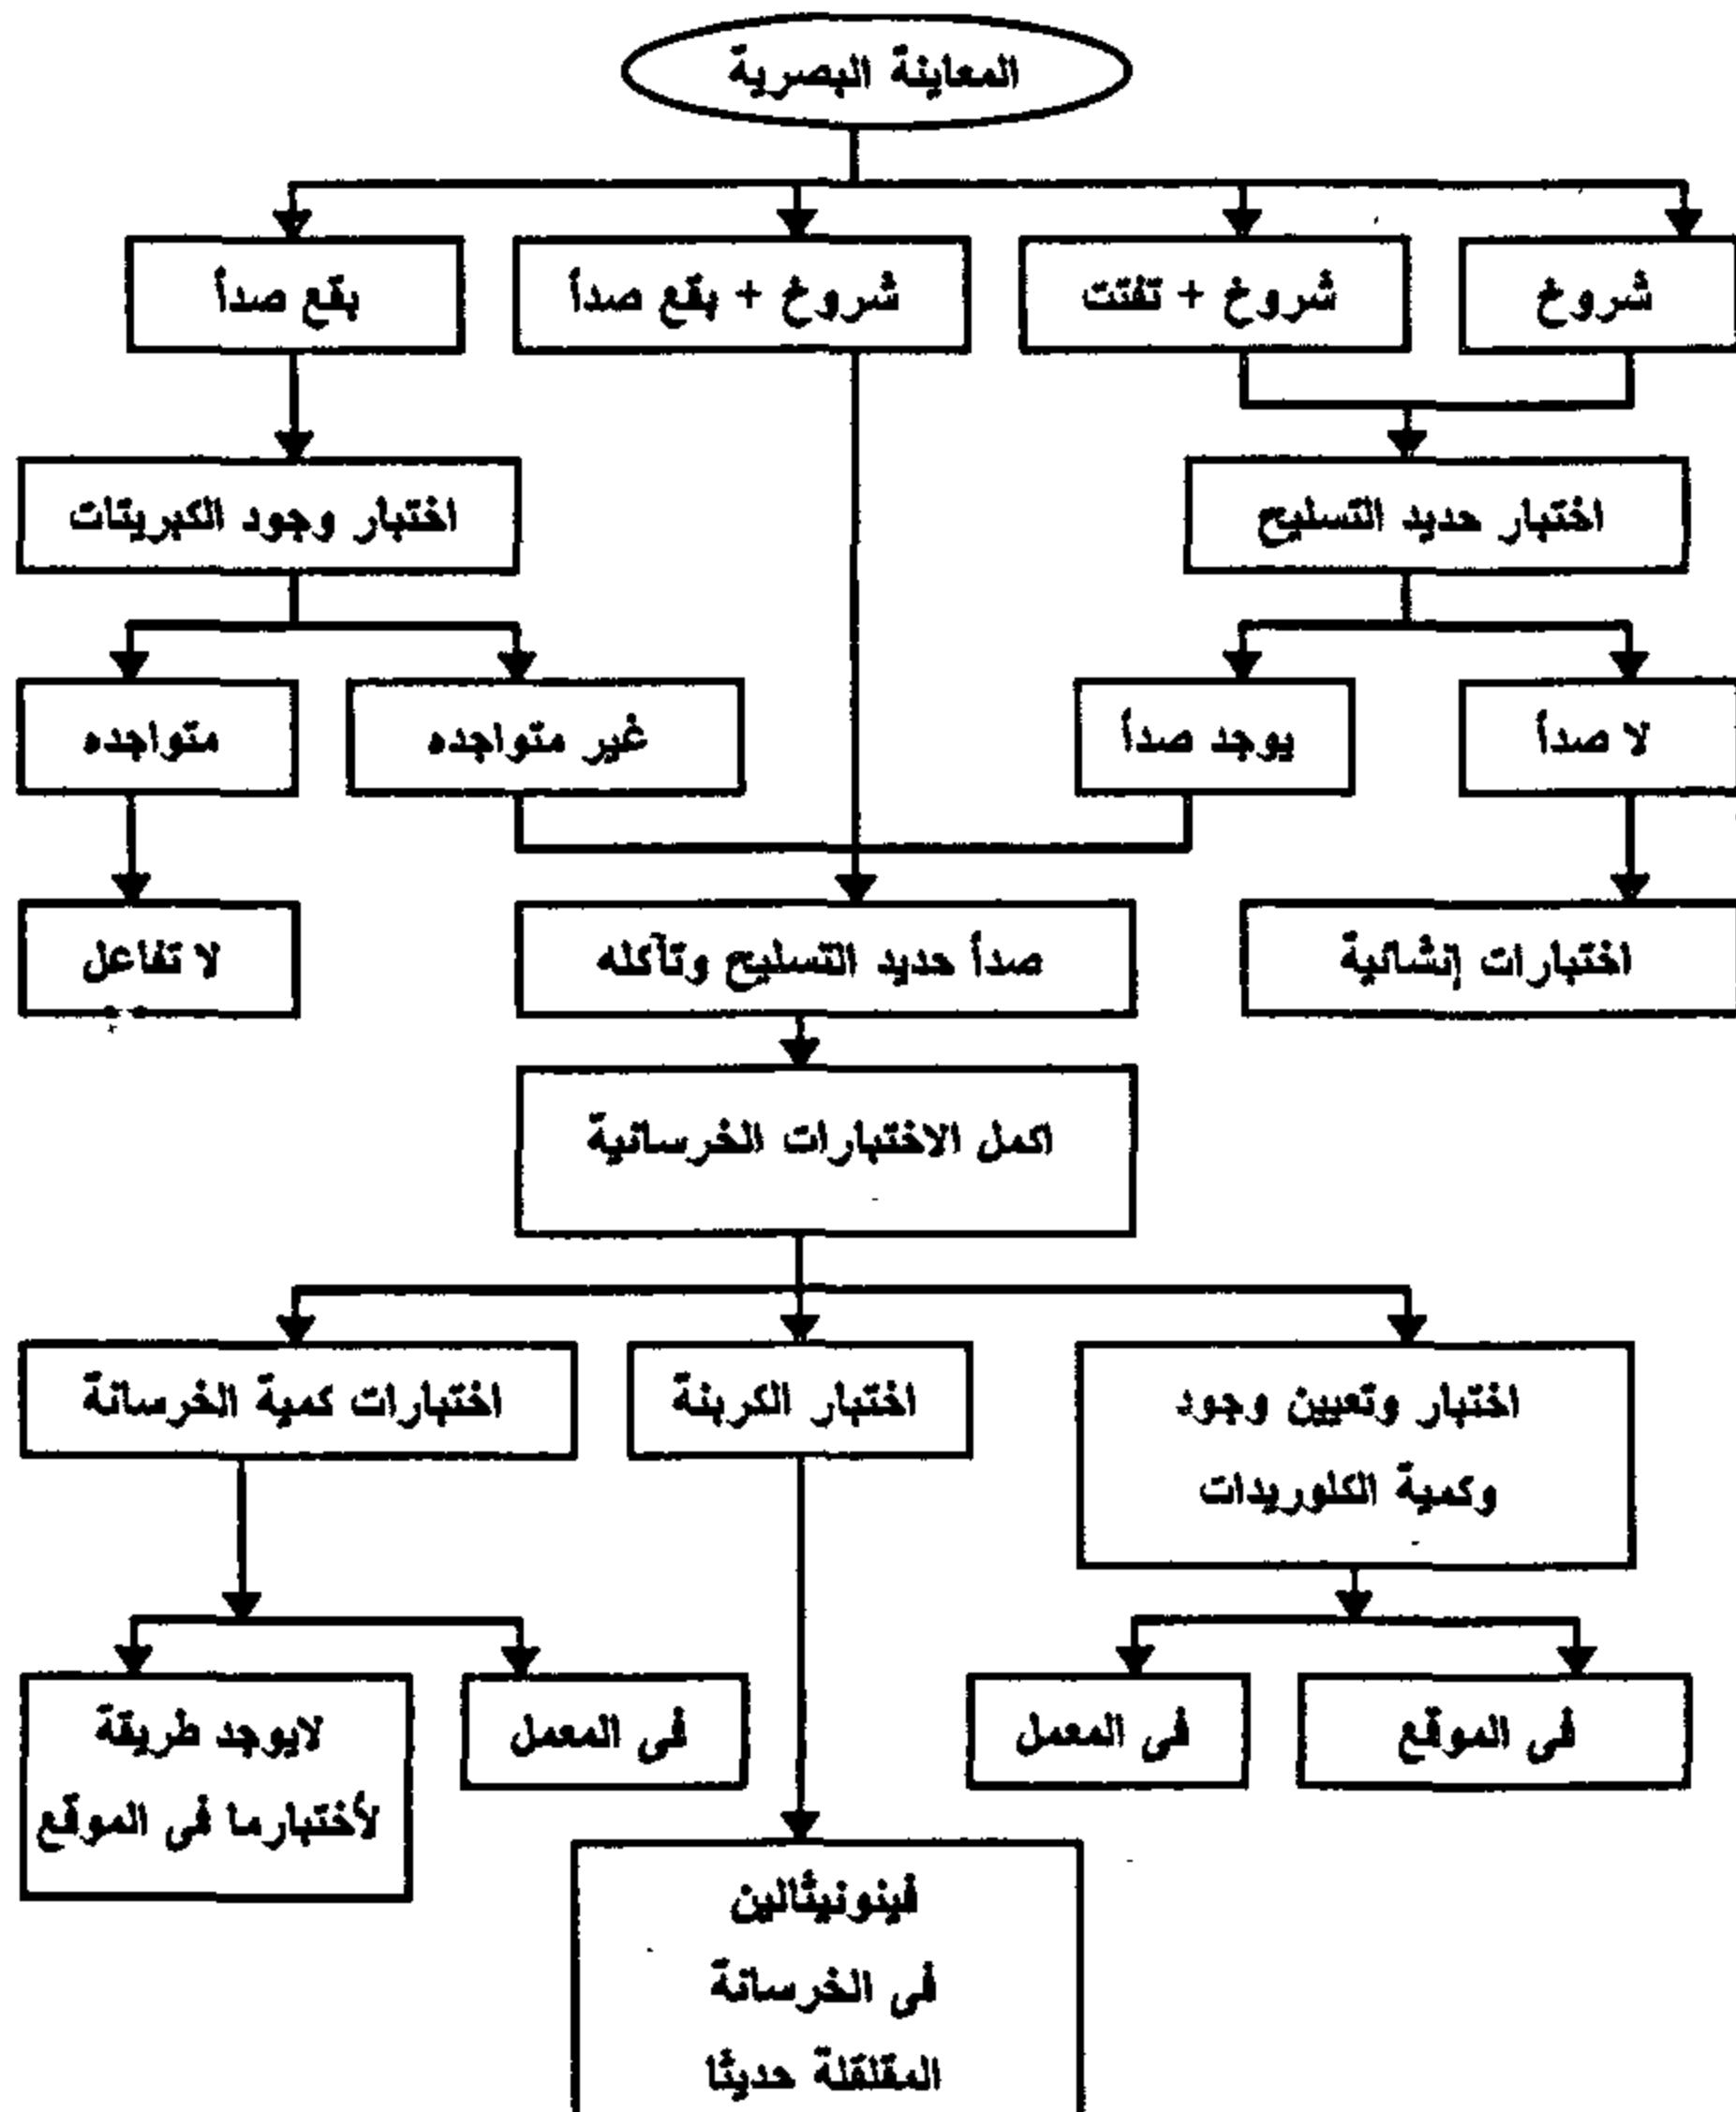 المعاينة البصرية
شروخ
شروخ + تفتت
شروخ + بقع صدأ
بقع صدأ
اختبار حديد التسليح
اختبار وجود الكبريتات
لا صدأ
يوجد صدأ
غير متواجده
متواجده
اختبارات إنشائية
صدأ حديد التسليح وتآكله
لا تفاعل
اكمل الاختبارات الخرسانية
اختبار وتعيين وجود
وكمية الكلوريدات
اختبار الكربنة
اختبارات كمية الخرسانة
فى الموقع
فى المعمل
فى المعمل
لايوجد طريقة
لأختبارما فى الموقع
فينونيثالين
فى الخرسانة
المقلقلة حديثا